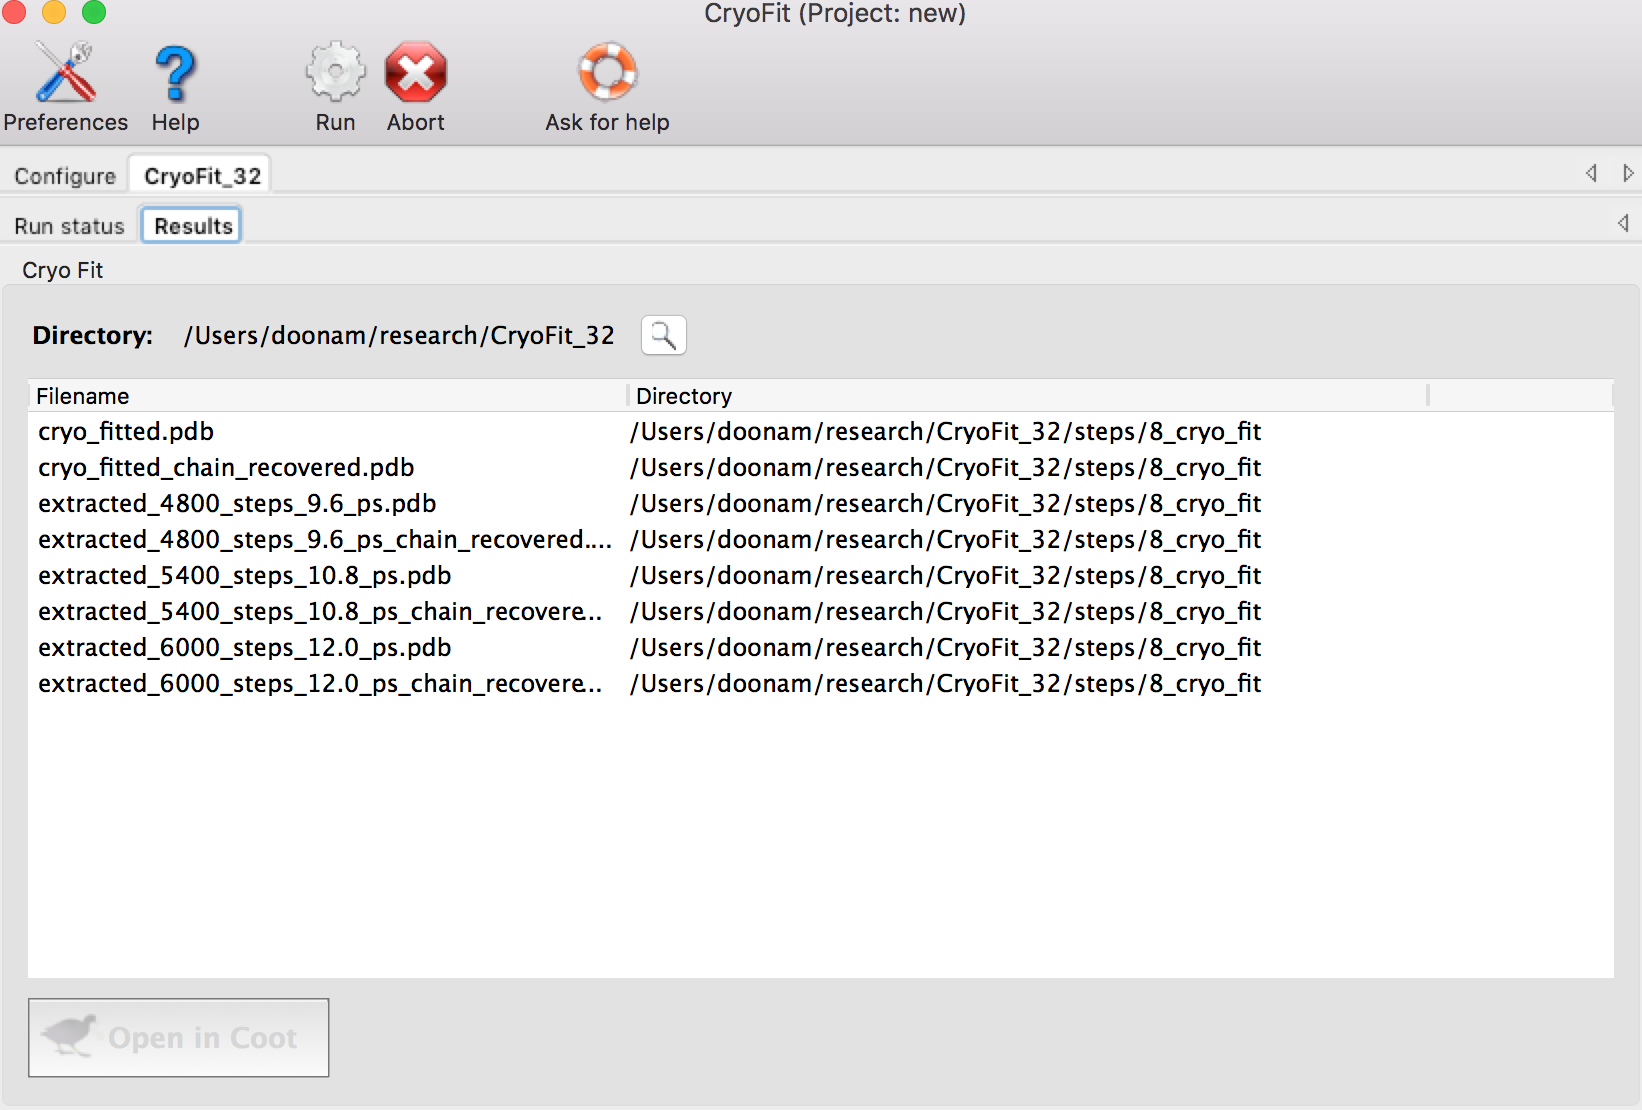 CryoFit (Project: new)
Preferences Help Run Abort Ask for help
Configure CryoFit_32
Run status Results
Cryo Fit
Directory: /Users/doonam/research/CryoFit_32
Filename Directory
cryo_fitted.pdb /Users/doonam/research/CryoFit_32/steps/8_cryo_fit
cryo_fitted_chain_recovered.pdb /Users/doonam/research/CryoFit_32/steps/8_cryo_fit
extracted_4800_steps_9.6_ps.pdb /Users/doonam/research/CryoFit_32/steps/8_cryo_fit
extracted_4800_steps_9.6_ps_chain_recovered.... /Users/doonam/research/CryoFit_32/steps/8_cryo_fit
extracted_5400_steps_10.8_ps.pdb /Users/doonam/research/CryoFit_32/steps/8_cryo_fit
extracted_5400_steps_10.8_ps_chain_recovere... /Users/doonam/research/CryoFit_32/steps/8_cryo_fit
extracted_6000_steps_12.0_ps.pdb /Users/doonam/research/CryoFit_32/steps/8_cryo_fit
extracted_6000_steps_12.0_ps_chain_recovere... /Users/doonam/research/CryoFit_32/steps/8_cryo_fit
Open in Coot